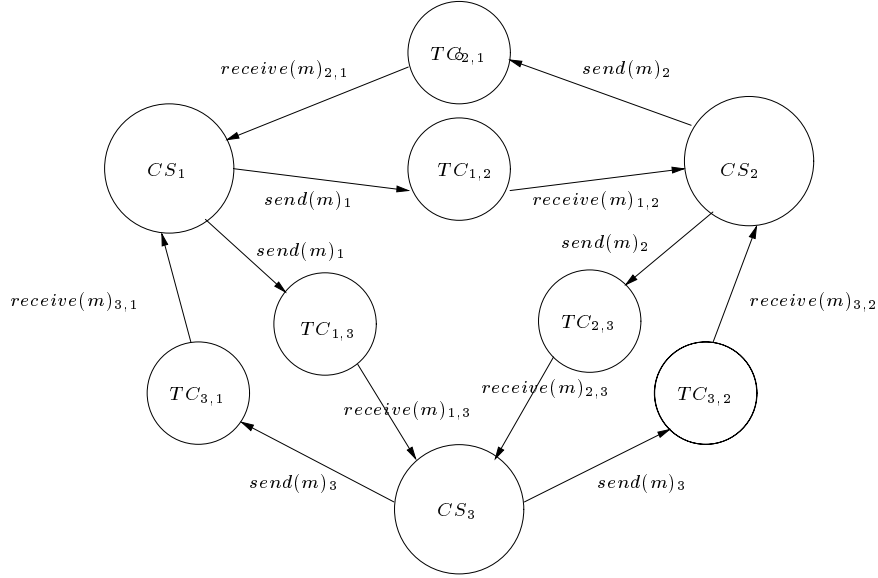 TC₂,₁
receive(m)₂,₁
send(m)₂
CS₁
TC₁,₂
CS₂
send(m)₁
receive(m)₁,₂
send(m)₁
send(m)₂
receive(m)₃,₁
receive(m)₃,₂
TC₁,₃
TC₂,₃
TC₃,₁
receive(m)₁,₃
receive(m)₂,₃
TC₃,₂
send(m)₃
send(m)₃
CS₃